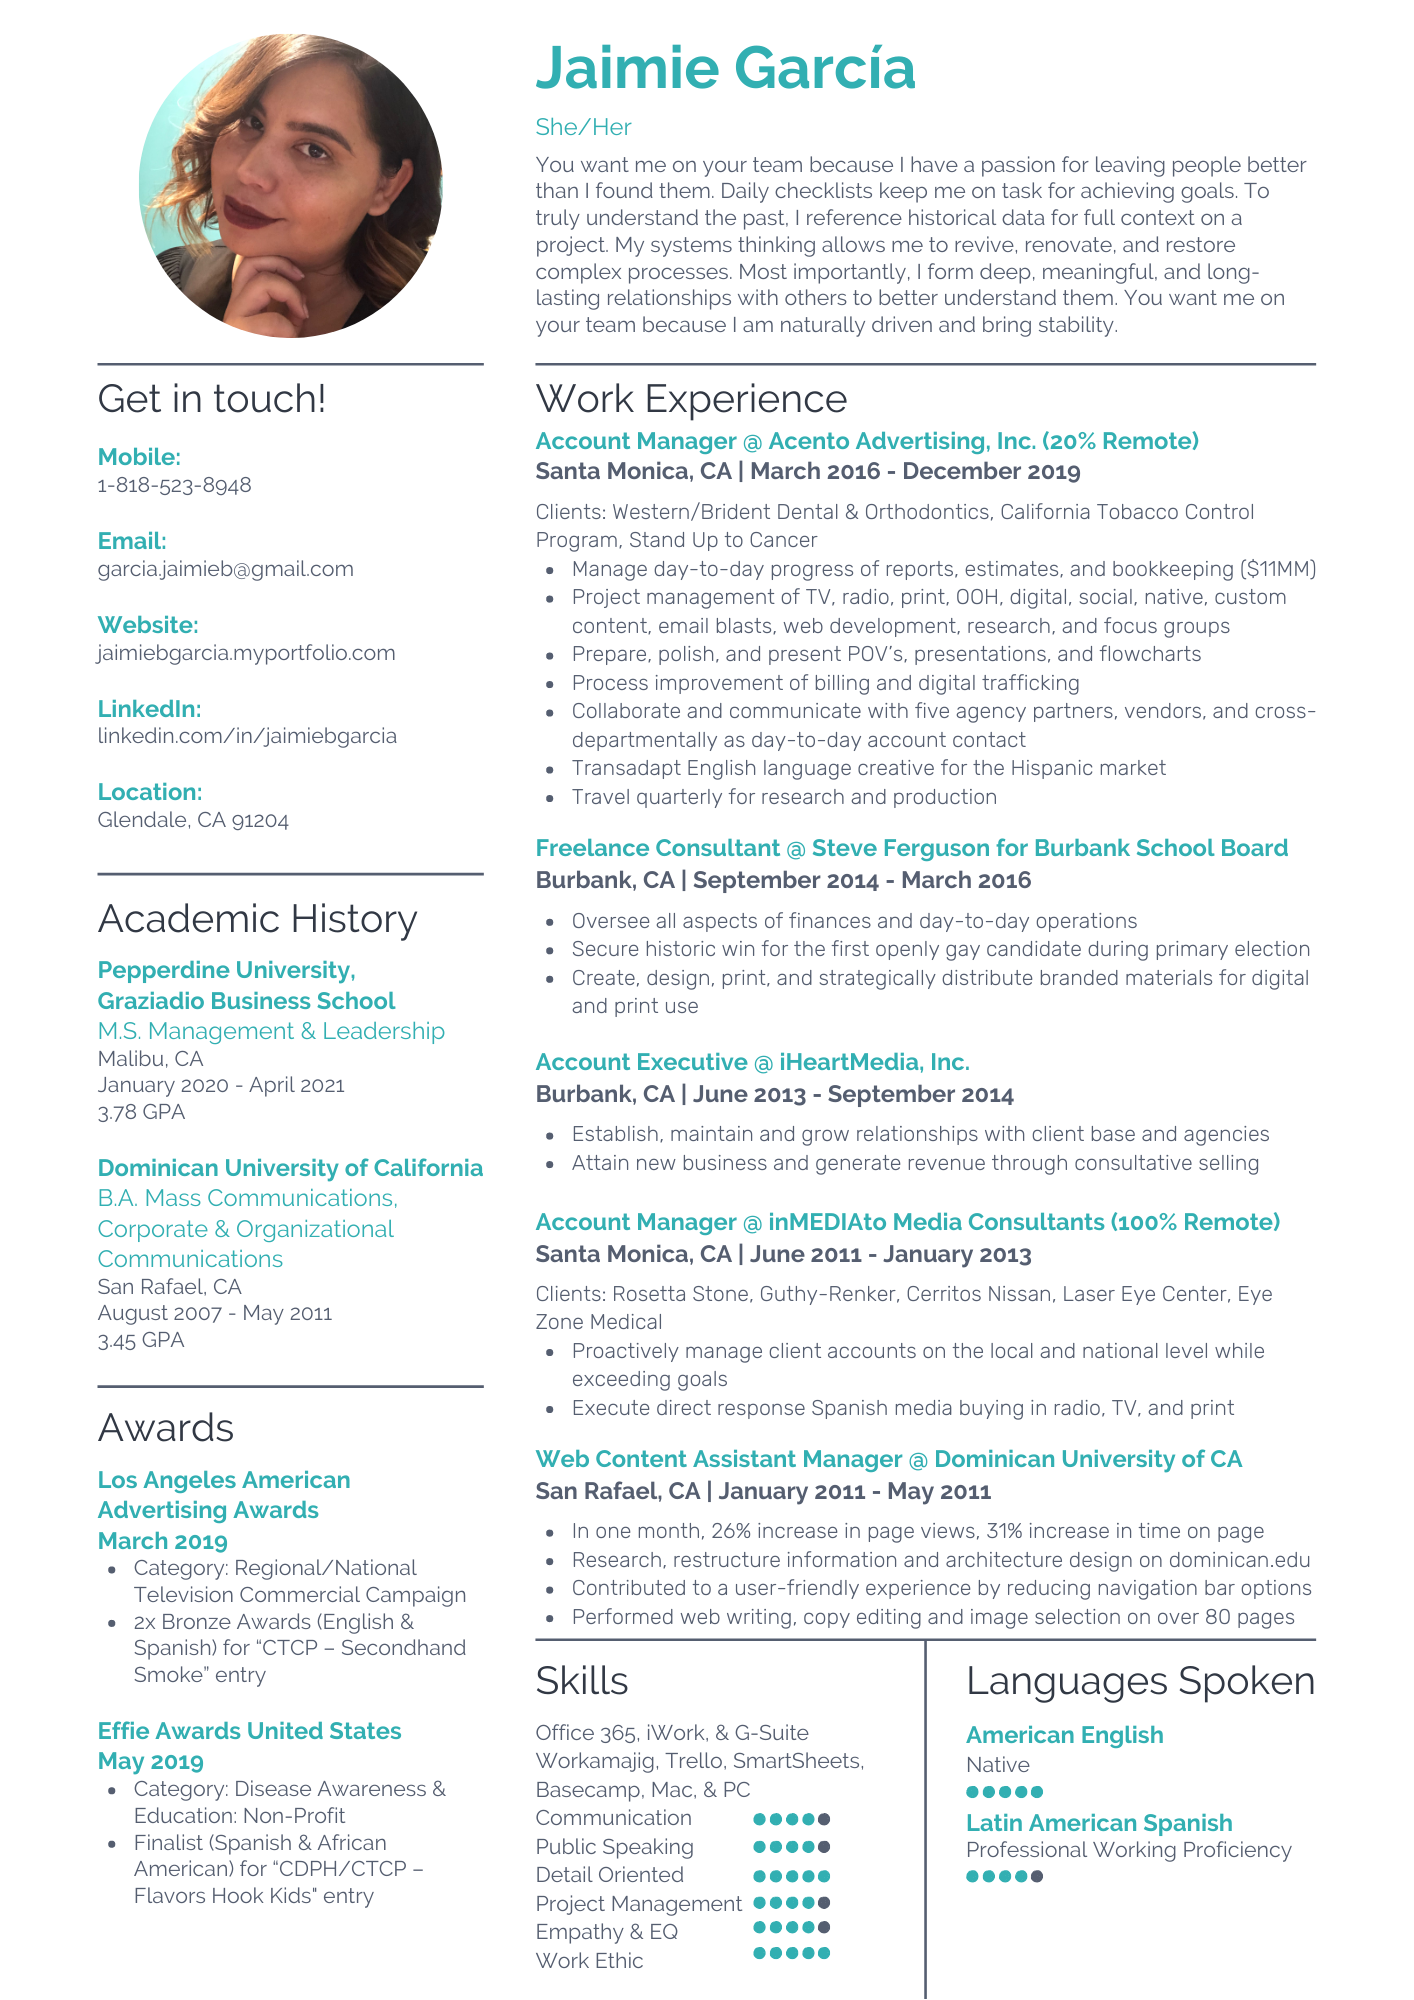 Jaimie García
She/Her
You want me on your team because I have a passion for leaving people better
than I found them. Daily checklists keep me on task for achieving goals. To
truly understand the past, I reference historical data for full context on a
project. My systems thinking allows me to revive, renovate, and restore
complex processes. Most importantly, I form deep, meaningful, and long-
lasting relationships with others to better understand them. You want me on
your team because I am naturally driven and bring stability.
Get in touch!
Mobile:
1-818-523-8948
Email:
garcia.jaimieb@gmail.com
Website:
jaimiebgarcia.myportfolio.com
LinkedIn:
linkedin.com/in/jaimiebgarcia
Location:
Glendale, CA 91204
Academic History
Pepperdine University,
Graziadio Business School
M.S. Management & Leadership
Malibu, CA
January 2020 - April 2021
3.78 GPA
Dominican University of California
B.A. Mass Communications,
Corporate & Organizational
Communications
San Rafael, CA
August 2007 - May 2011
3.45 GPA
Awards
Los Angeles American
Advertising Awards
March 2019
• Category: Regional/National
Television Commercial Campaign
• 2x Bronze Awards (English &
Spanish) for “CTCP – Secondhand
Smoke” entry
Effie Awards United States
May 2019
• Category: Disease Awareness &
Education: Non-Profit
• Finalist (Spanish & African
American) for “CDPH/CTCP –
Flavors Hook Kids" entry
Work Experience
Account Manager @ Acento Advertising, Inc. (20% Remote)
Santa Monica, CA | March 2016 - December 2019
Clients: Western/Brident Dental & Orthodontics, California Tobacco Control
Program, Stand Up to Cancer
• Manage day-to-day progress of reports, estimates, and bookkeeping ($11MM)
• Project management of TV, radio, print, OOH, digital, social, native, custom
content, email blasts, web development, research, and focus groups
• Prepare, polish, and present POV’s, presentations, and flowcharts
• Process improvement of billing and digital trafficking
• Collaborate and communicate with five agency partners, vendors, and cross-
departmentally as day-to-day account contact
• Transadapt English language creative for the Hispanic market
• Travel quarterly for research and production
Freelance Consultant @ Steve Ferguson for Burbank School Board
Burbank, CA | September 2014 - March 2016
• Oversee all aspects of finances and day-to-day operations
• Secure historic win for the first openly gay candidate during primary election
• Create, design, print, and strategically distribute branded materials for digital
and print use
Account Executive @ iHeartMedia, Inc.
Burbank, CA | June 2013 - September 2014
• Establish, maintain and grow relationships with client base and agencies
• Attain new business and generate revenue through consultative selling
Account Manager @ inMEDIAto Media Consultants (100% Remote)
Santa Monica, CA | June 2011 - January 2013
Clients: Rosetta Stone, Guthy-Renker, Cerritos Nissan, Laser Eye Center, Eye
Zone Medical
• Proactively manage client accounts on the local and national level while
exceeding goals
• Execute direct response Spanish media buying in radio, TV, and print
Web Content Assistant Manager @ Dominican University of CA
San Rafael, CA | January 2011 - May 2011
• In one month, 26% increase in page views, 31% increase in time on page
• Research, restructure information and architecture design on dominican.edu
• Contributed to a user-friendly experience by reducing navigation bar options
• Performed web writing, copy editing and image selection on over 80 pages
Skills
Office 365, iWork, & G-Suite
Workamajig, Trello, SmartSheets,
Basecamp, Mac, & PC
Communication
Public Speaking
Detail Oriented
Project Management
Empathy & EQ
Work Ethic
Languages Spoken
American English
Native
Latin American Spanish
Professional Working Proficiency